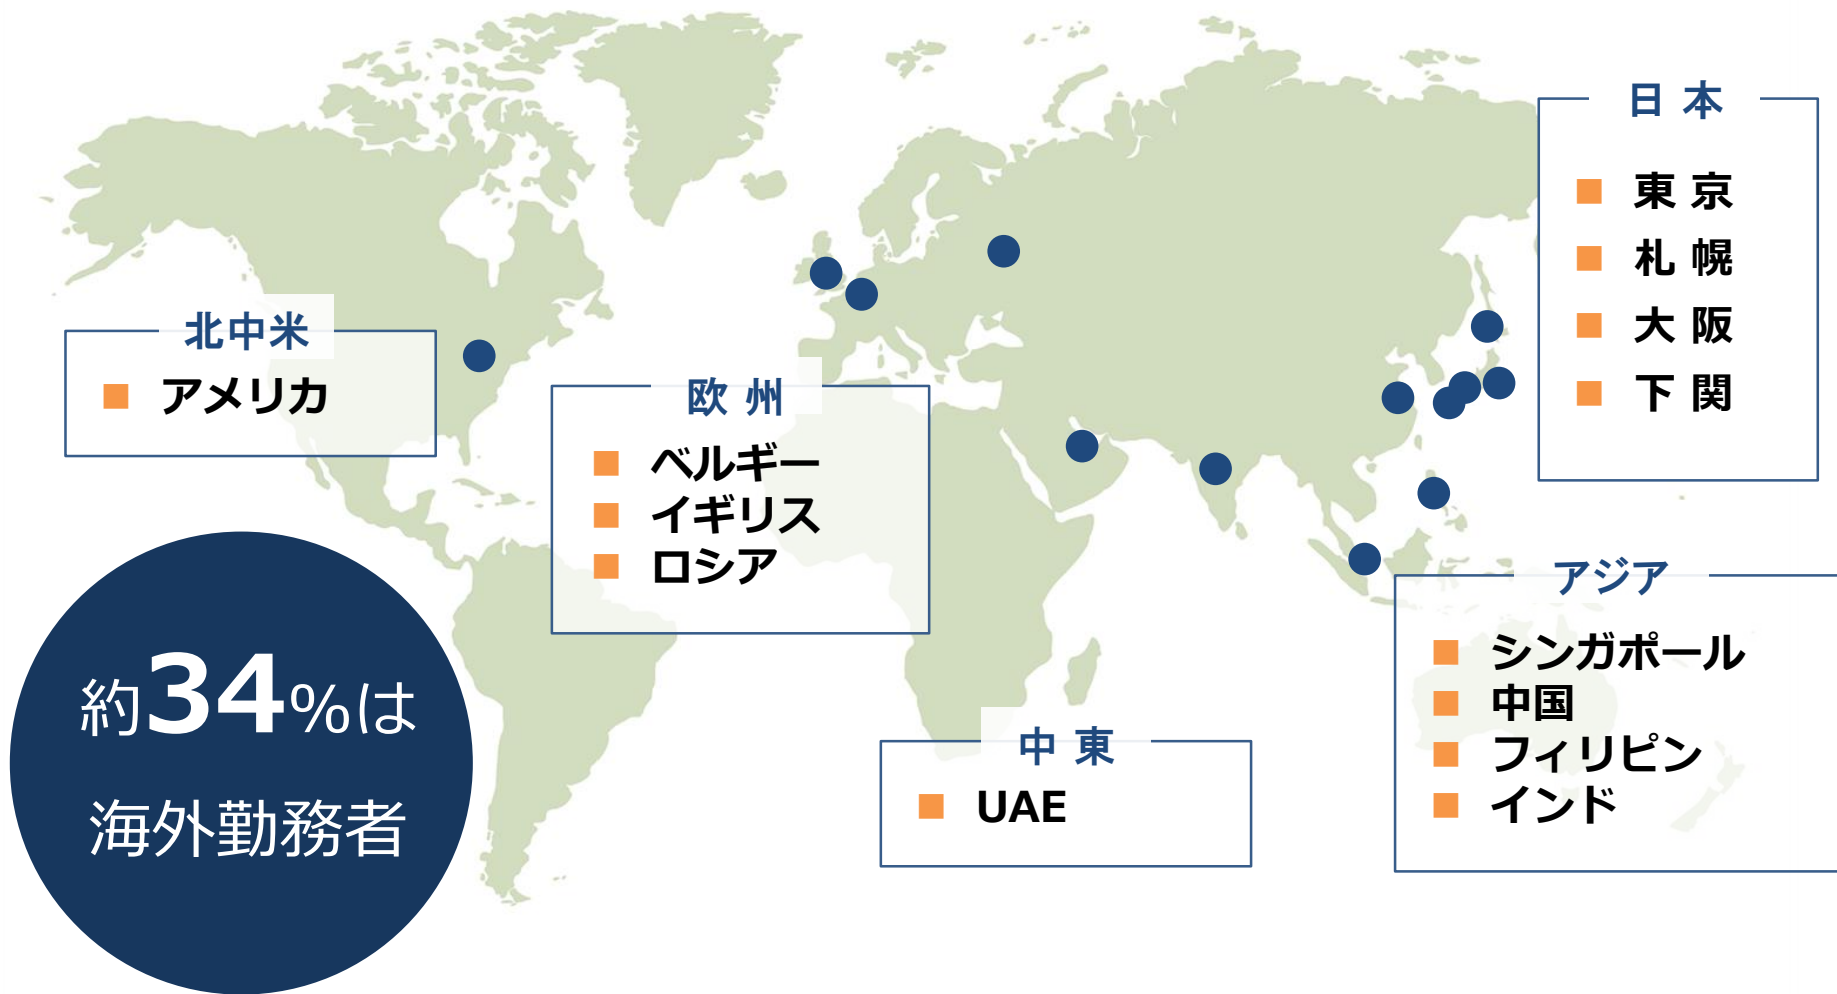 日本
東京
札幌
大阪
下関
北中米
アメリカ
欧州
ベルギー
イギリス
ロシア
アジア
シンガポール
中国
フィリピン
インド
中東
UAE
約34%は
海外勤務者